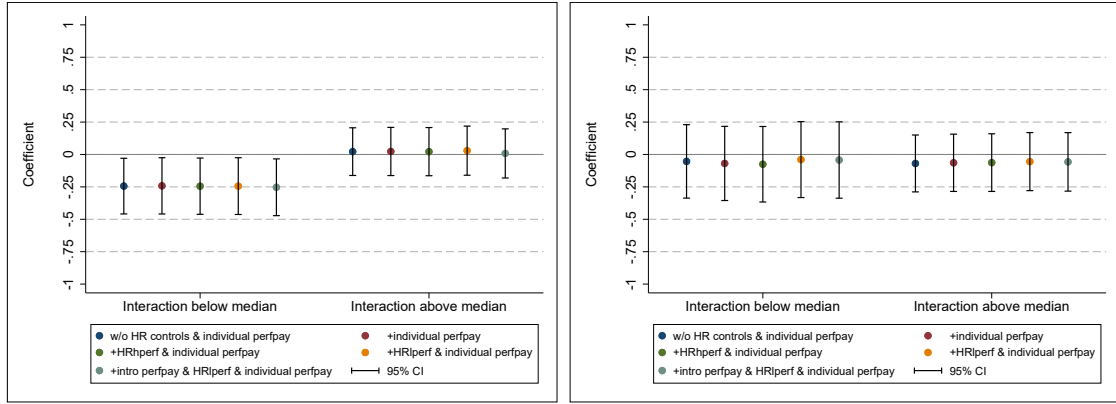 1
.75
.5
.25
0
-.25
-.5
-.75
-1
Coefficient
Interaction below median
Interaction above median
w/o HR controls & individual perfpay
+individual perfpay
+HRhperf & individual perfpay
+HRlperf & individual perfpay
+intro perfpay & HRlperf & individual perfpay
95% CI
1
.75
.5
.25
0
-.25
-.5
-.75
-1
Coefficient
Interaction below median
Interaction above median
w/o HR controls & individual perfpay
+individual perfpay
+HRhperf & individual perfpay
+HRlperf & individual perfpay
+intro perfpay & HRlperf & individual perfpay
95% CI